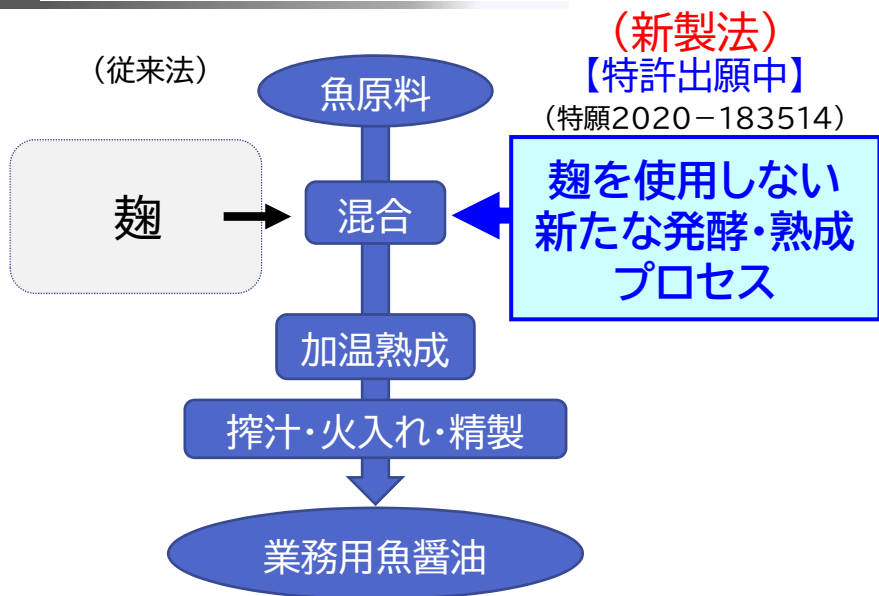 (従来法)
(新製法)
【特許出願中】
(特願2020-183514)
魚原料
麹
混合
麹を使用しない
新たな発酵・熟成
プロセス
加温熟成
搾汁・火入れ・精製
業務用魚醤油